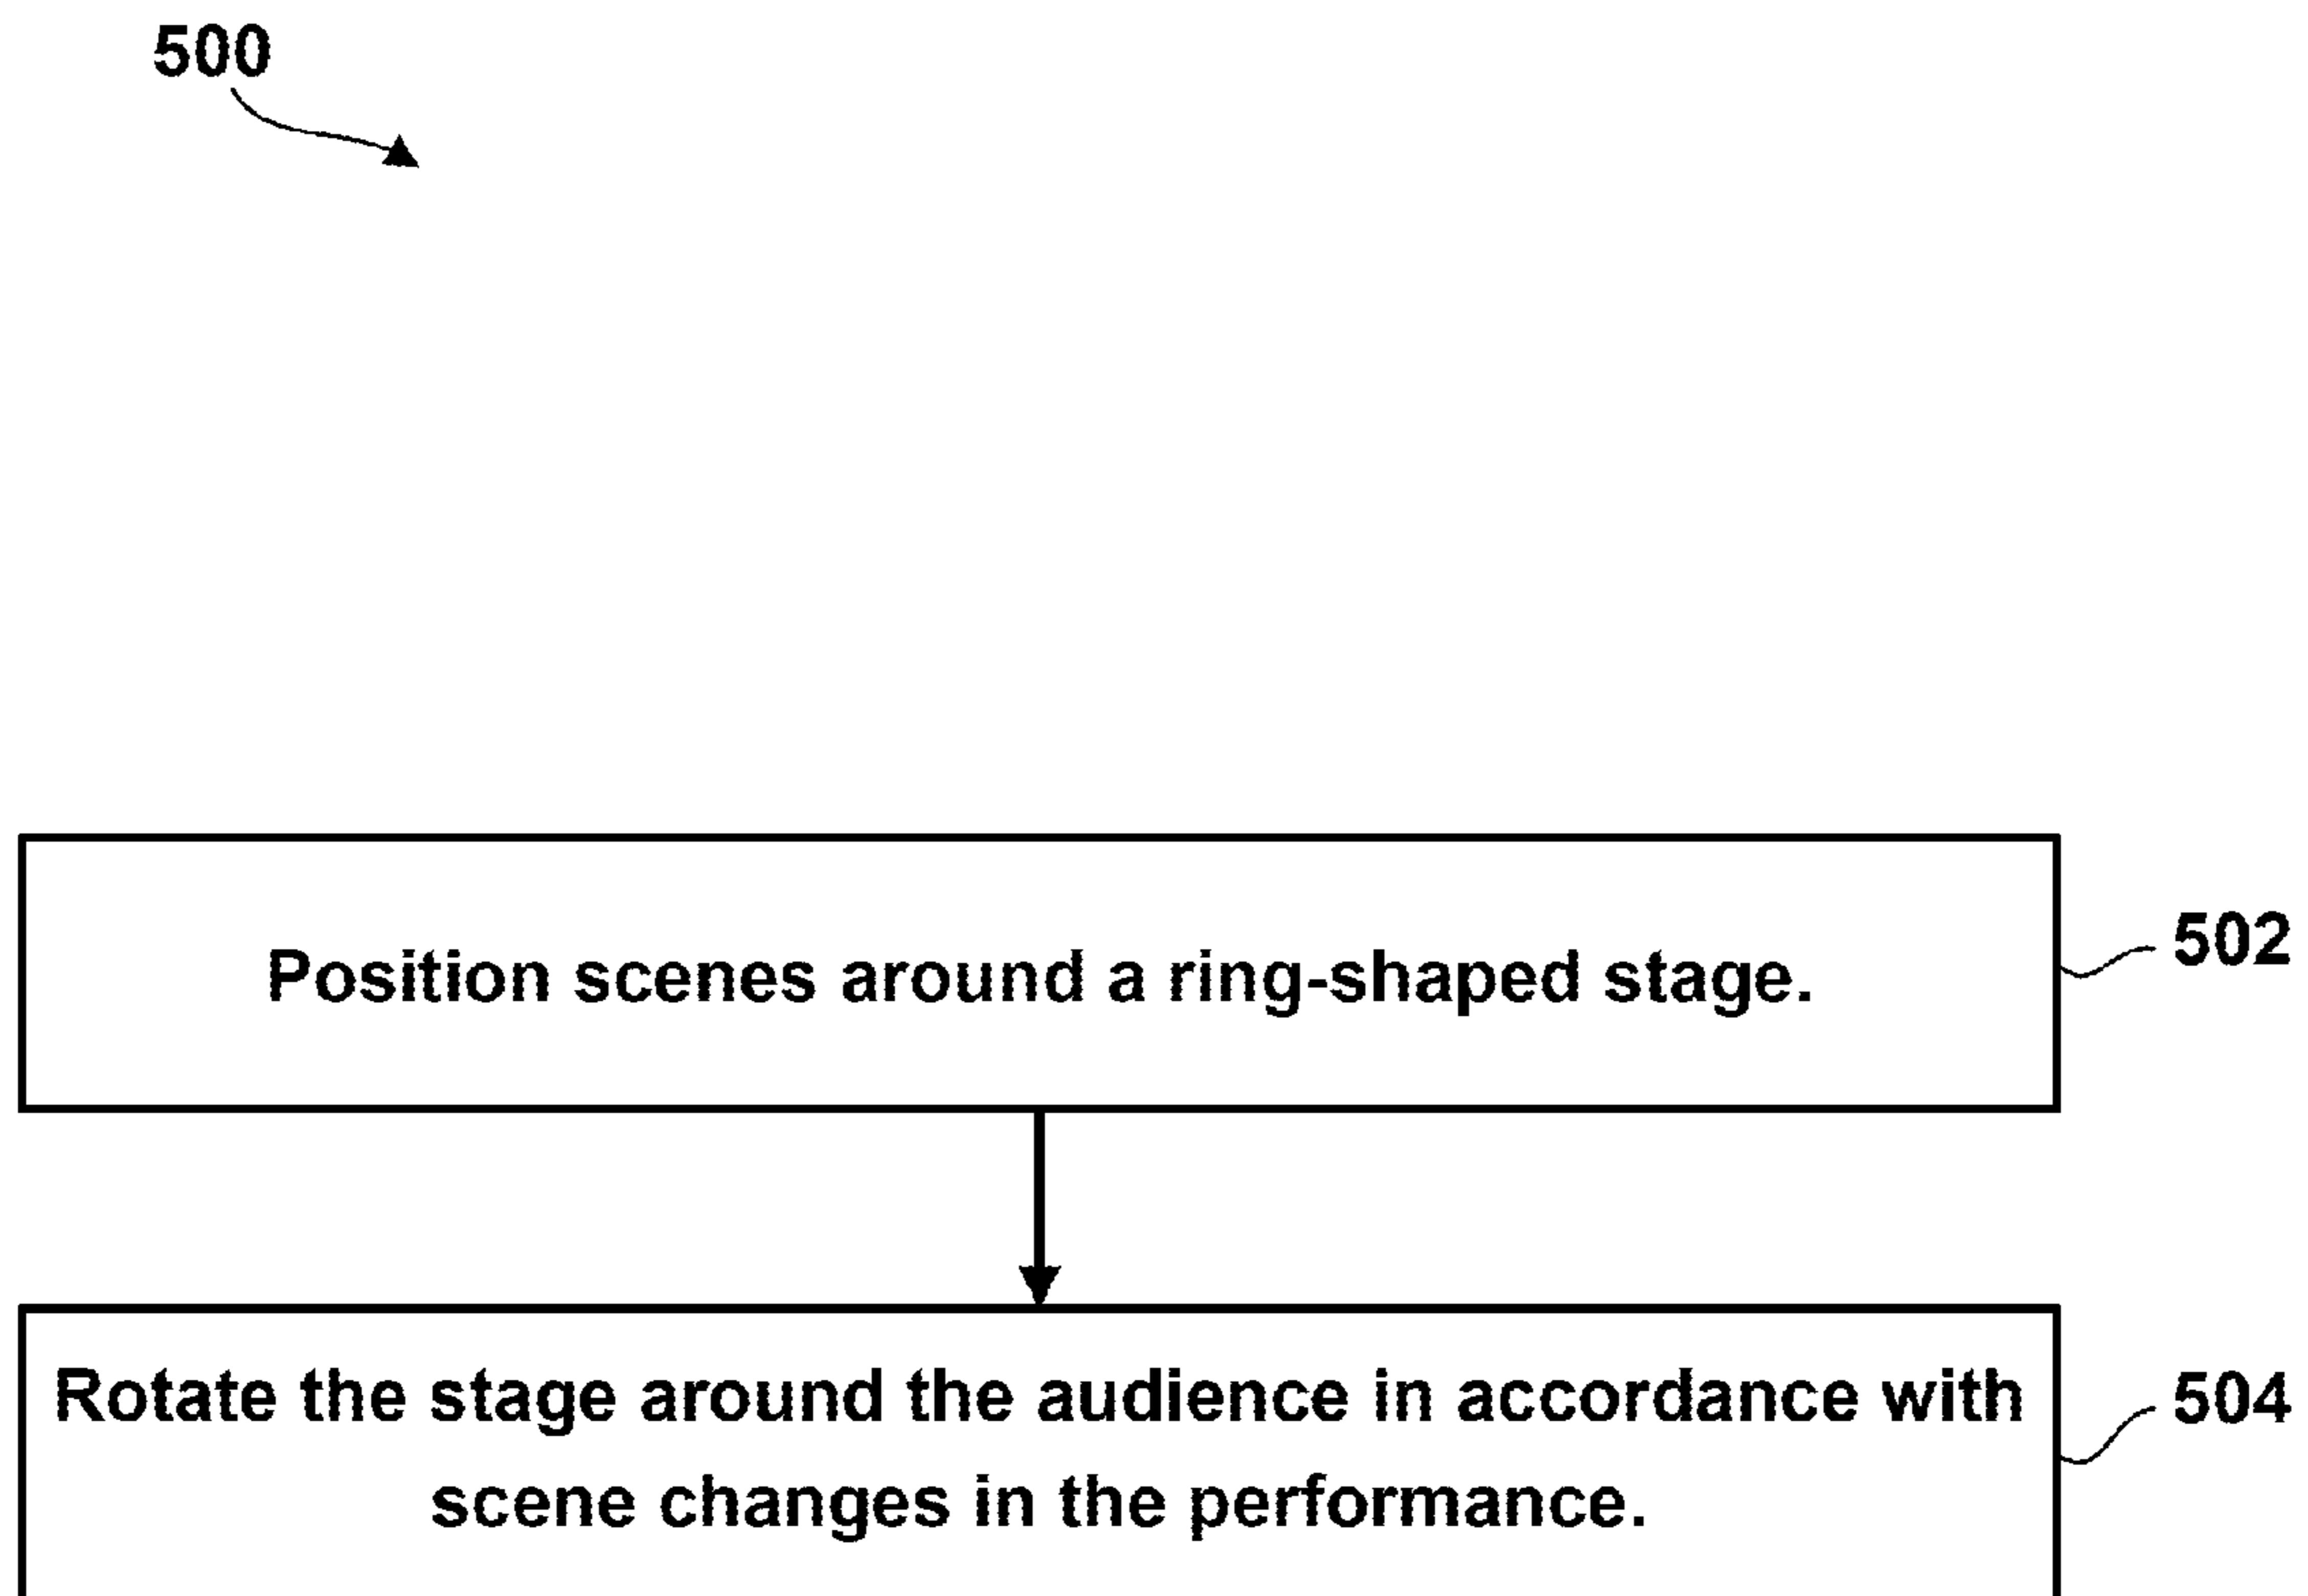 500
Position scenes around a ring-shaped stage.
502
Rotate the stage around the audience in accordance with
504
scene changes in the performance.